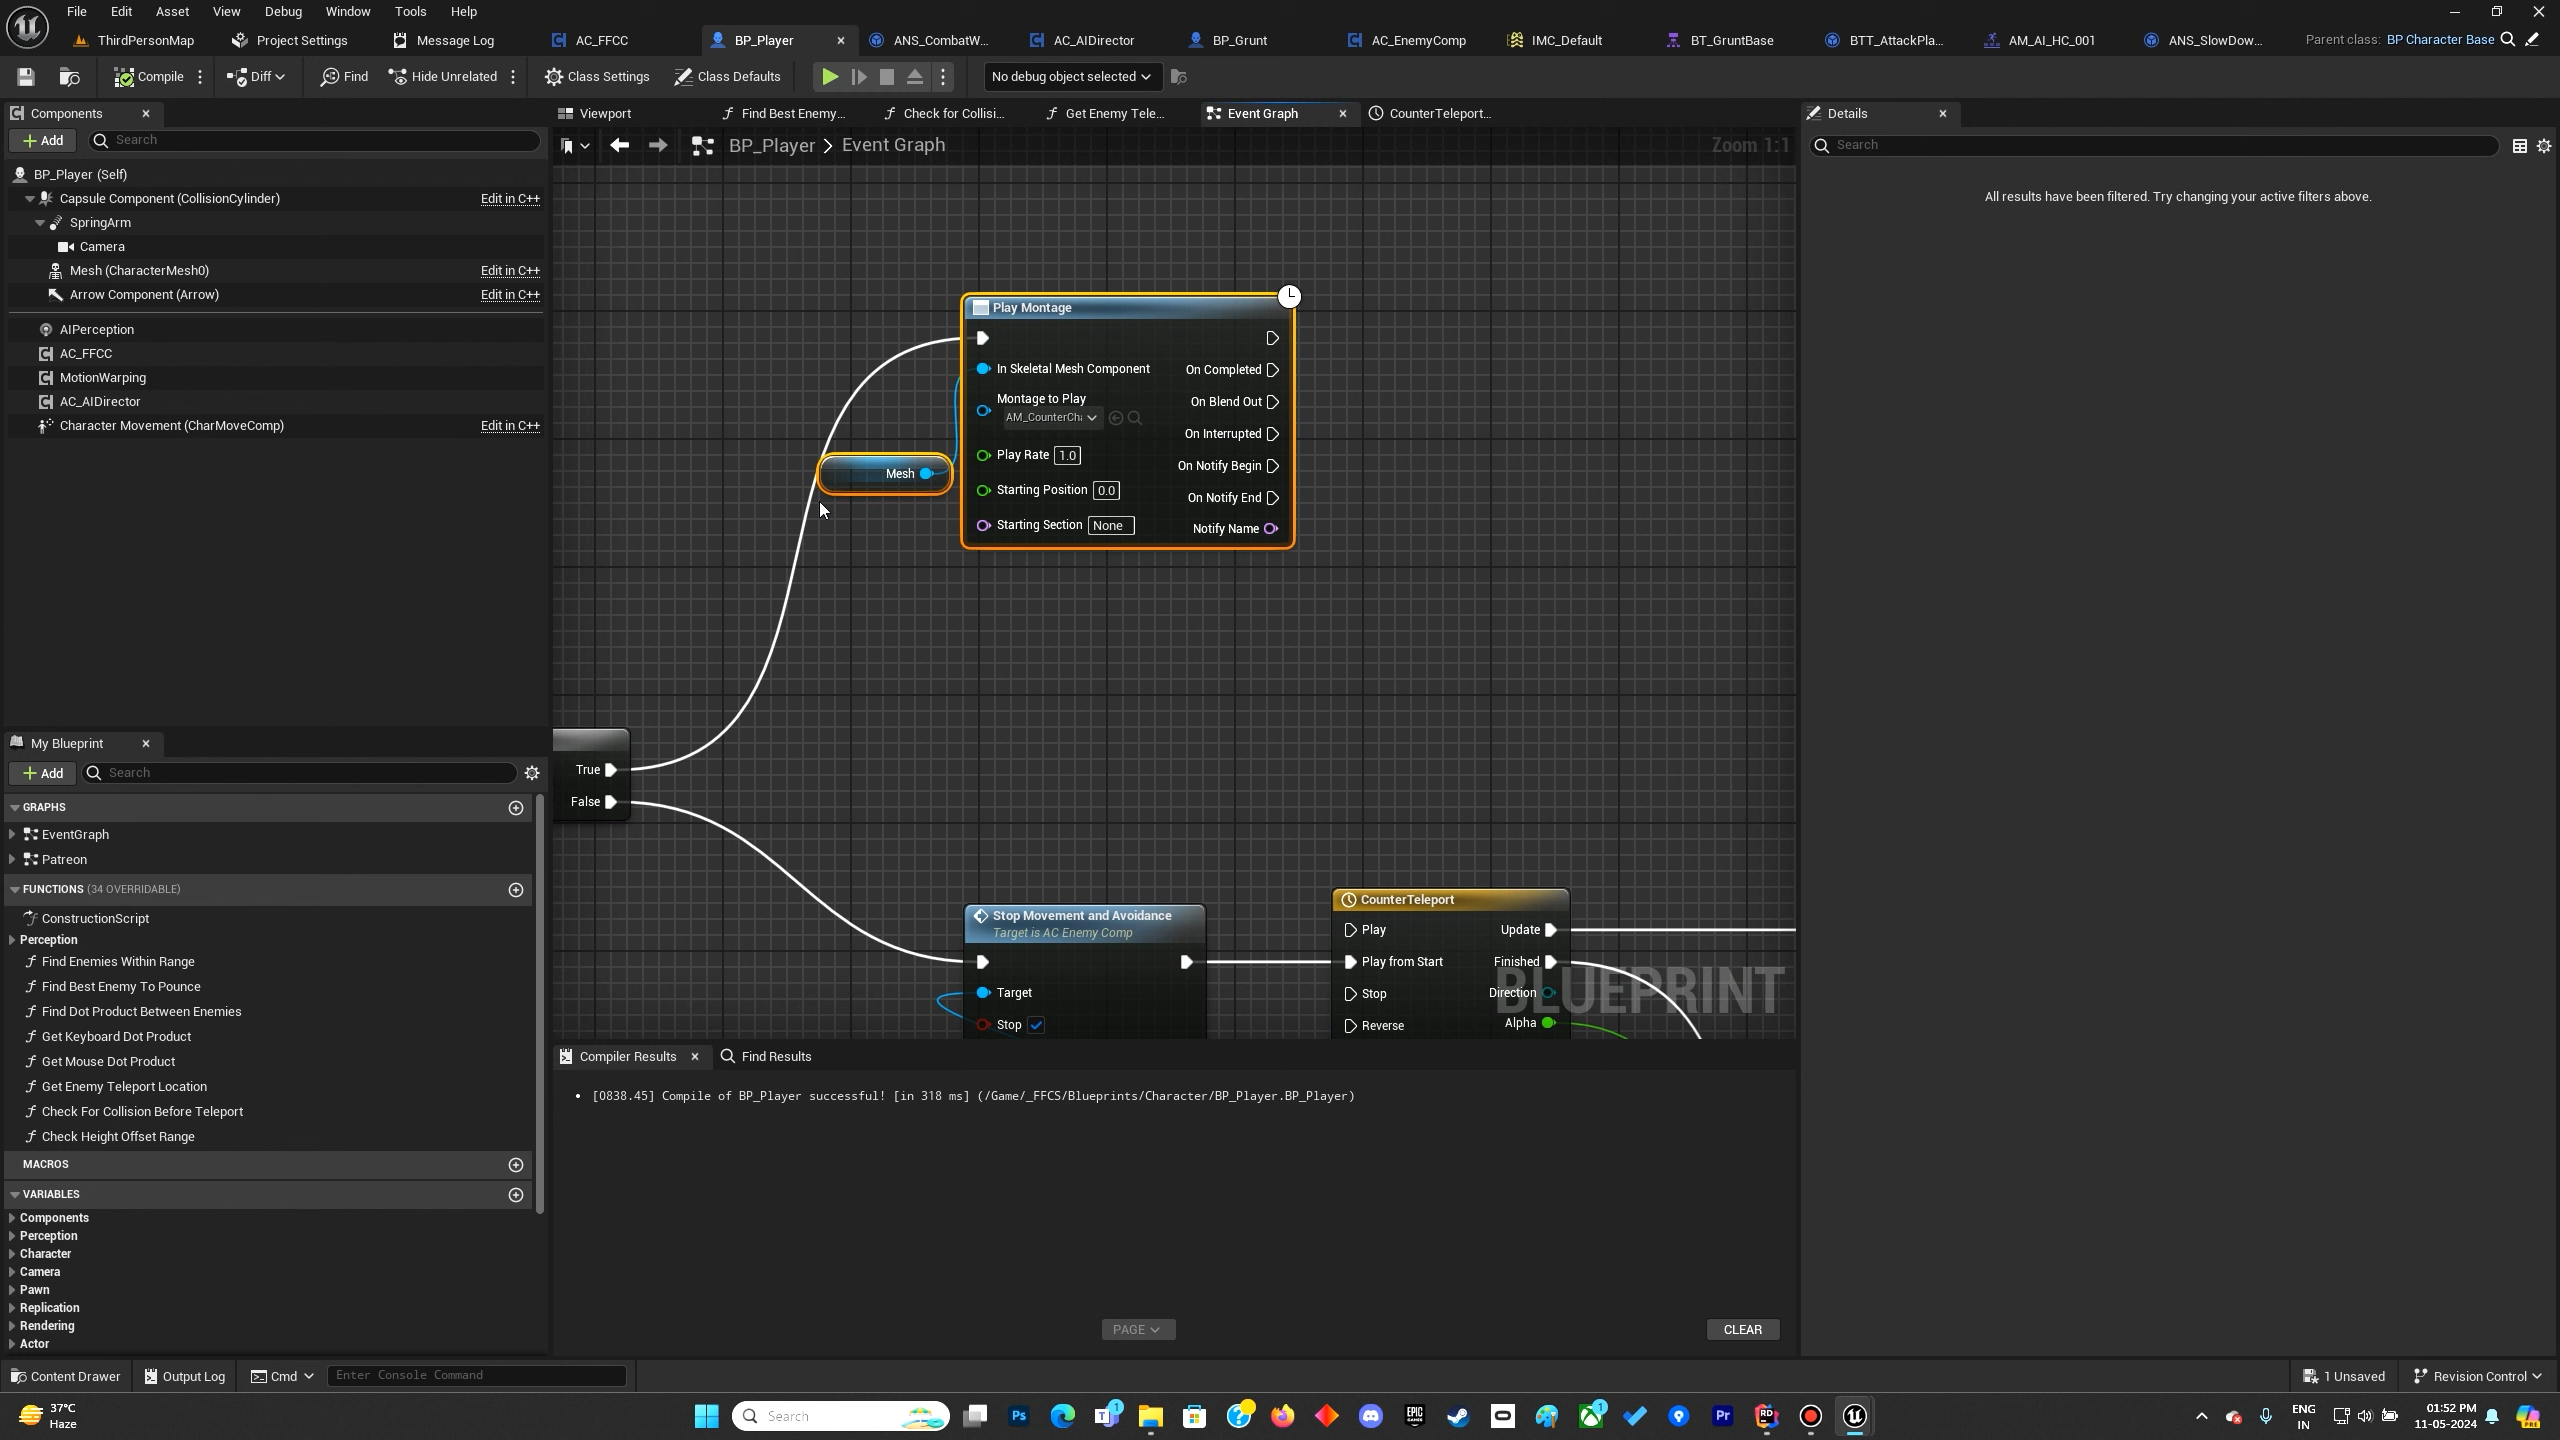 File Edit Asset View Debug Window Tools Help
ThirdPersonMap Project Settings Message Log AC_FFCC BP_Player ANS_CombatW... AC_AIDirector BP_Grunt AC_EnemyComp IMC_Default BT_GruntBase BTT_AttackPla... AM_AI_HC_001 ANS_SlowDow... Parent class: BP Character Base
Compile Diff Find Hide Unrelated Class Settings Class Defaults No debug object selected
Components
Viewport Find Best Enemy... Check for Collisi... Get Enemy Tele... Event Graph CounterTeleport...
Details
Add Search
BP_Player > Event Graph Zoom 1:1
Search
All results have been filtered. Try changing your active filters above.
BP_Player (Self)
Capsule Component (CollisionCylinder) Edit in C++
SpringArm
Camera
Mesh (CharacterMesh0) Edit in C++
Arrow Component (Arrow) Edit in C++
AIPerception
AC_FFCC
MotionWarping
AC_AIDirector
Character Movement (CharMoveComp) Edit in C++
Play Montage
In Skeletal Mesh Component On Completed
Montage to Play On Blend Out
AM_CounterCh
On Interrupted
Play Rate 1.0 On Notify Begin
Starting Position 0.0 On Notify End
Starting Section None Notify Name
Mesh
True
False
Stop Movement and Avoidance
Target is AC Enemy Comp
Target
Stop
CounterTeleport
Play Update
Play from Start Finished
Stop Direction
Reverse Alpha
BLUEPRINT
My Blueprint
Add Search
GRAPHS
EventGraph
Patreon
FUNCTIONS (34 OVERRIDABLE)
ConstructionScript
Perception
Find Enemies Within Range
Find Best Enemy To Pounce
Find Dot Product Between Enemies
Get Keyboard Dot Product
Get Mouse Dot Product
Get Enemy Teleport Location
Check For Collision Before Teleport
Check Height Offset Range
MACROS
VARIABLES
Components
Perception
Character
Camera
Pawn
Replication
Rendering
Actor
Compiler Results Find Results
[0838.45] Compile of BP_Player successful! [in 318 ms] (/Game/_FFCS/Blueprints/Character/BP_Player.BP_Player)
PAGE CLEAR
Content Drawer Output Log Cmd Enter Console Command 1 Unsaved Revision Control
37°C
Haze
Search
ENG
IN
01:52 PM
11-05-2024